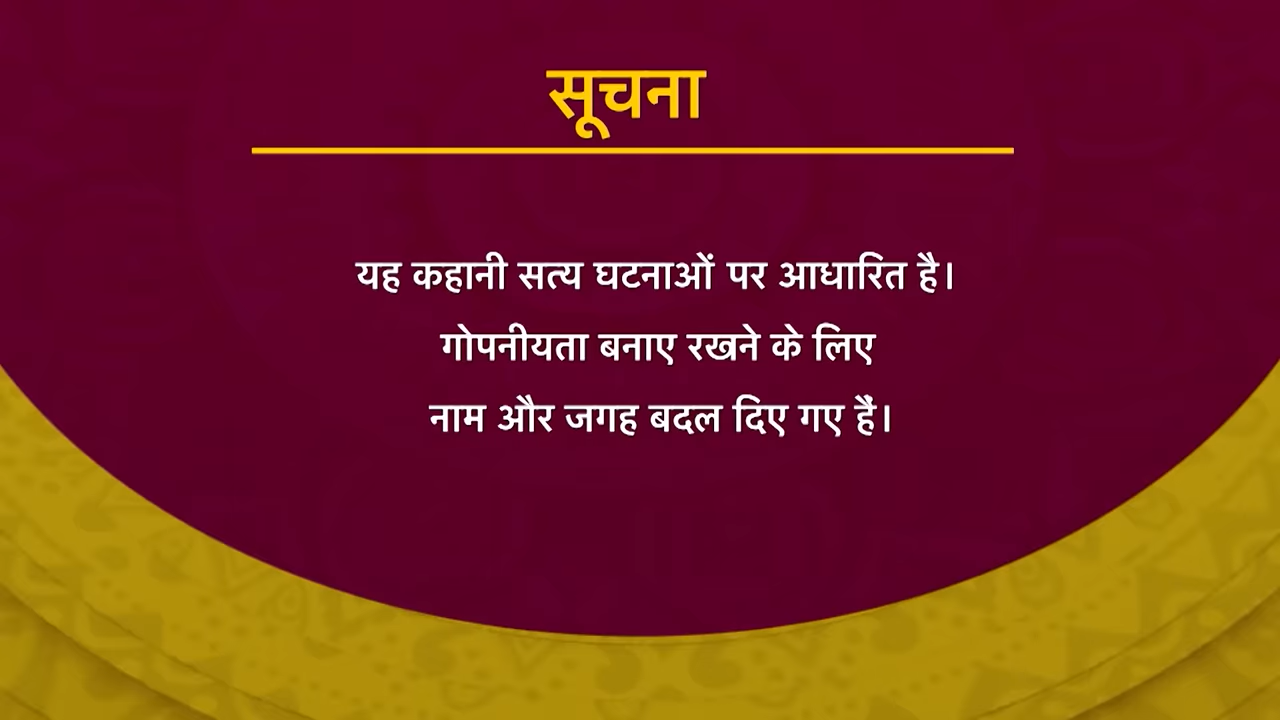 सूचना
यह कहानी सत्य घटनाओं पर आधारित है।
गोपनीयता बनाए रखने के लिए
नाम और जगह बदल दिए गए हैं।